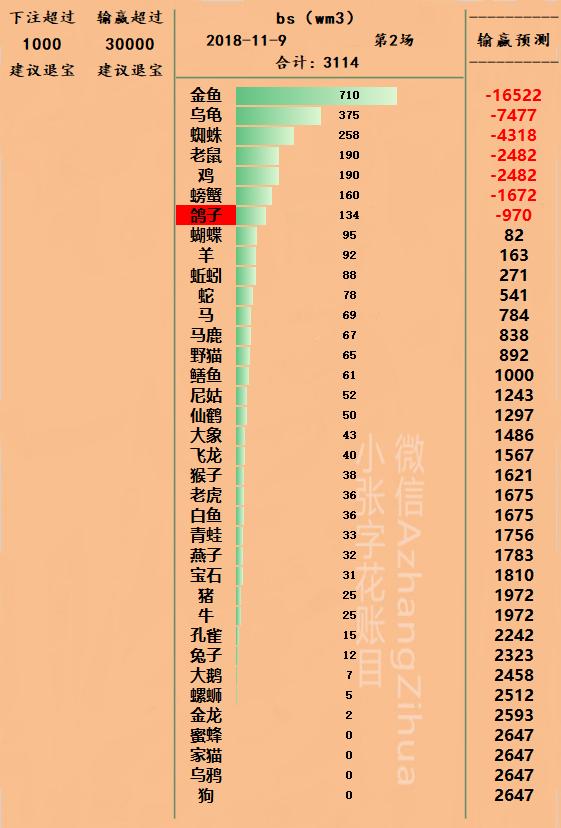 下注超过 输赢超过
1000 30000
建议退宝 建议退宝
bs（wm3）
2018-11-9 第2场
合计：3114
输赢预测
金鱼 710 -16522
乌龟 375 -7477
蜘蛛 258 -4318
老鼠 190 -2482
鸡 190 -2482
螃蟹 160 -1672
鸽子 134 -970
蝴蝶 95 82
羊 92 163
蚯蚓 88 271
蛇 78 541
马 69 784
马鹿 67 838
野猫 65 892
鳝鱼 61 1000
尼姑 52 1243
仙鹤 50 1297
大象 43 1486
飞龙 40 1567
猴子 38 1621
老虎 36 1675
白鱼 36 1675
青蛙 33 1756
燕子 32 1783
宝石 31 1810
猪 25 1972
牛 25 1972
孔雀 15 2242
兔子 12 2323
大鹅 7 2458
螺蛳 5 2512
金龙 2 2593
蜜蜂 0 2647
家猫 0 2647
乌鸦 0 2647
狗 0 2647
微信AzhangZihua
小张字花账目